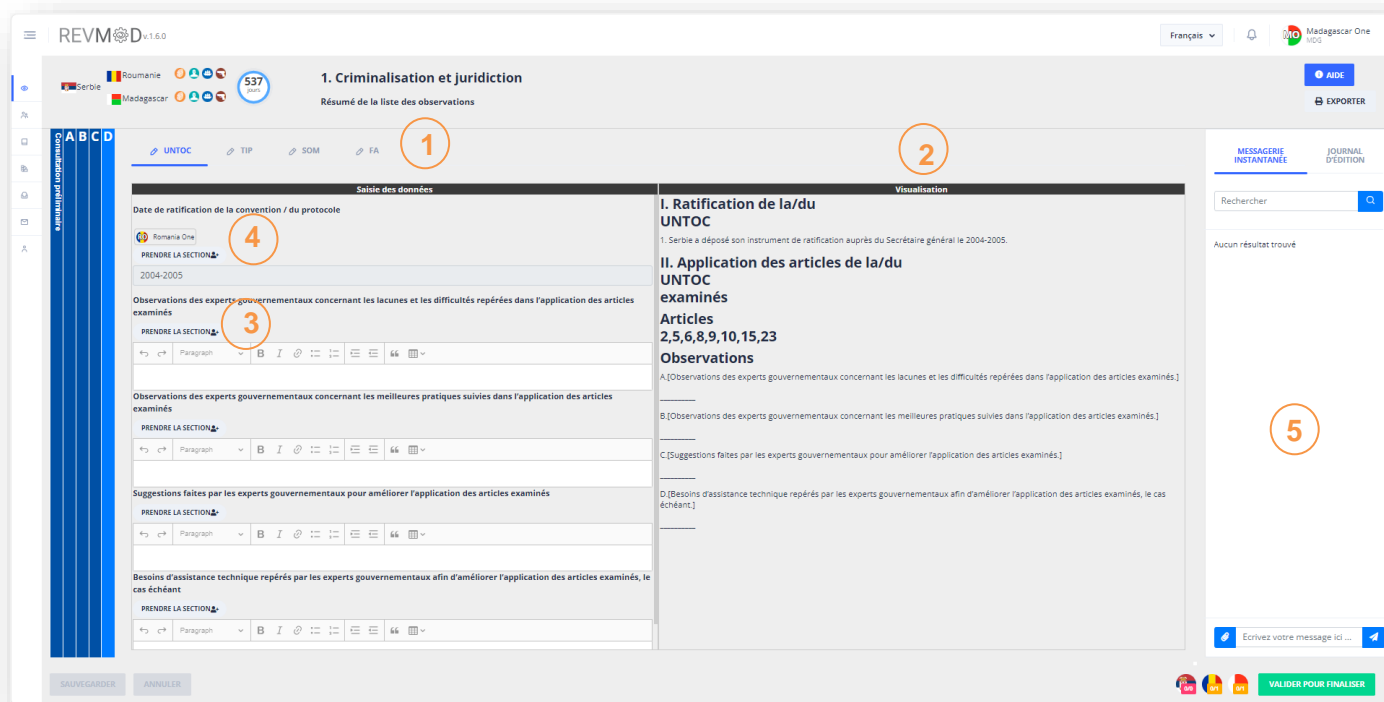 REVMOD v.1.6.0
Français
MO
Madagascar One
MDG
Serbie
Roumanie
Madagascar
537
jours
1. Criminalisation et juridiction
Résumé de la liste des observations
AIDE
EXPORTER
Consultation préliminaire
A B C D
UNTOC
TIP
SOM
FA
1
2
MESSAGERIE
INSTANTANÉE
JOURNAL
D'ÉDITION
Saisie des données
Visualisation
Date de ratification de la convention / du protocole
RO
Romania One
4
PRENDRE LA SECTION
2004-2005
Observations des experts gouvernementaux concernant les lacunes et les difficultés repérées dans l'application des articles
examinés
3
PRENDRE LA SECTION
Paragraph
B I
Observations des experts gouvernementaux concernant les meilleures pratiques suivies dans l'application des articles
examinés
PRENDRE LA SECTION
Paragraph
B I
Suggestions faites par les experts gouvernementaux pour améliorer l'application des articles examinés
PRENDRE LA SECTION
Paragraph
B I
Besoins d'assistance technique repérés par les experts gouvernementaux afin d'améliorer l'application des articles examinés, le
cas échéant
PRENDRE LA SECTION
Paragraph
B I
I. Ratification de la/du
UNTOC
1. Serbie a déposé son instrument de ratification auprès du Secrétaire général le 2004-2005.
II. Application des articles de la/du
UNTOC
examinés
Articles
2,5,6,8,9,10,15,23
Observations
A.[Observations des experts gouvernementaux concernant les lacunes et les difficultés repérées dans l'application des articles examinés.]
__________
B.[Observations des experts gouvernementaux concernant les meilleures pratiques suivies dans l'application des articles examinés.]
__________
C.[Suggestions faites par les experts gouvernementaux pour améliorer l'application des articles examinés.]
__________
D.[Besoins d'assistance technique repérés par les experts gouvernementaux afin d'améliorer l'application des articles examinés, le cas
échéant.]
__________
Rechercher
Aucun résultat trouvé
5
Ecrivez votre message ici ...
SAUVEGARDER
ANNULER
0/0
0/1
0/1
VALIDER POUR FINALISER